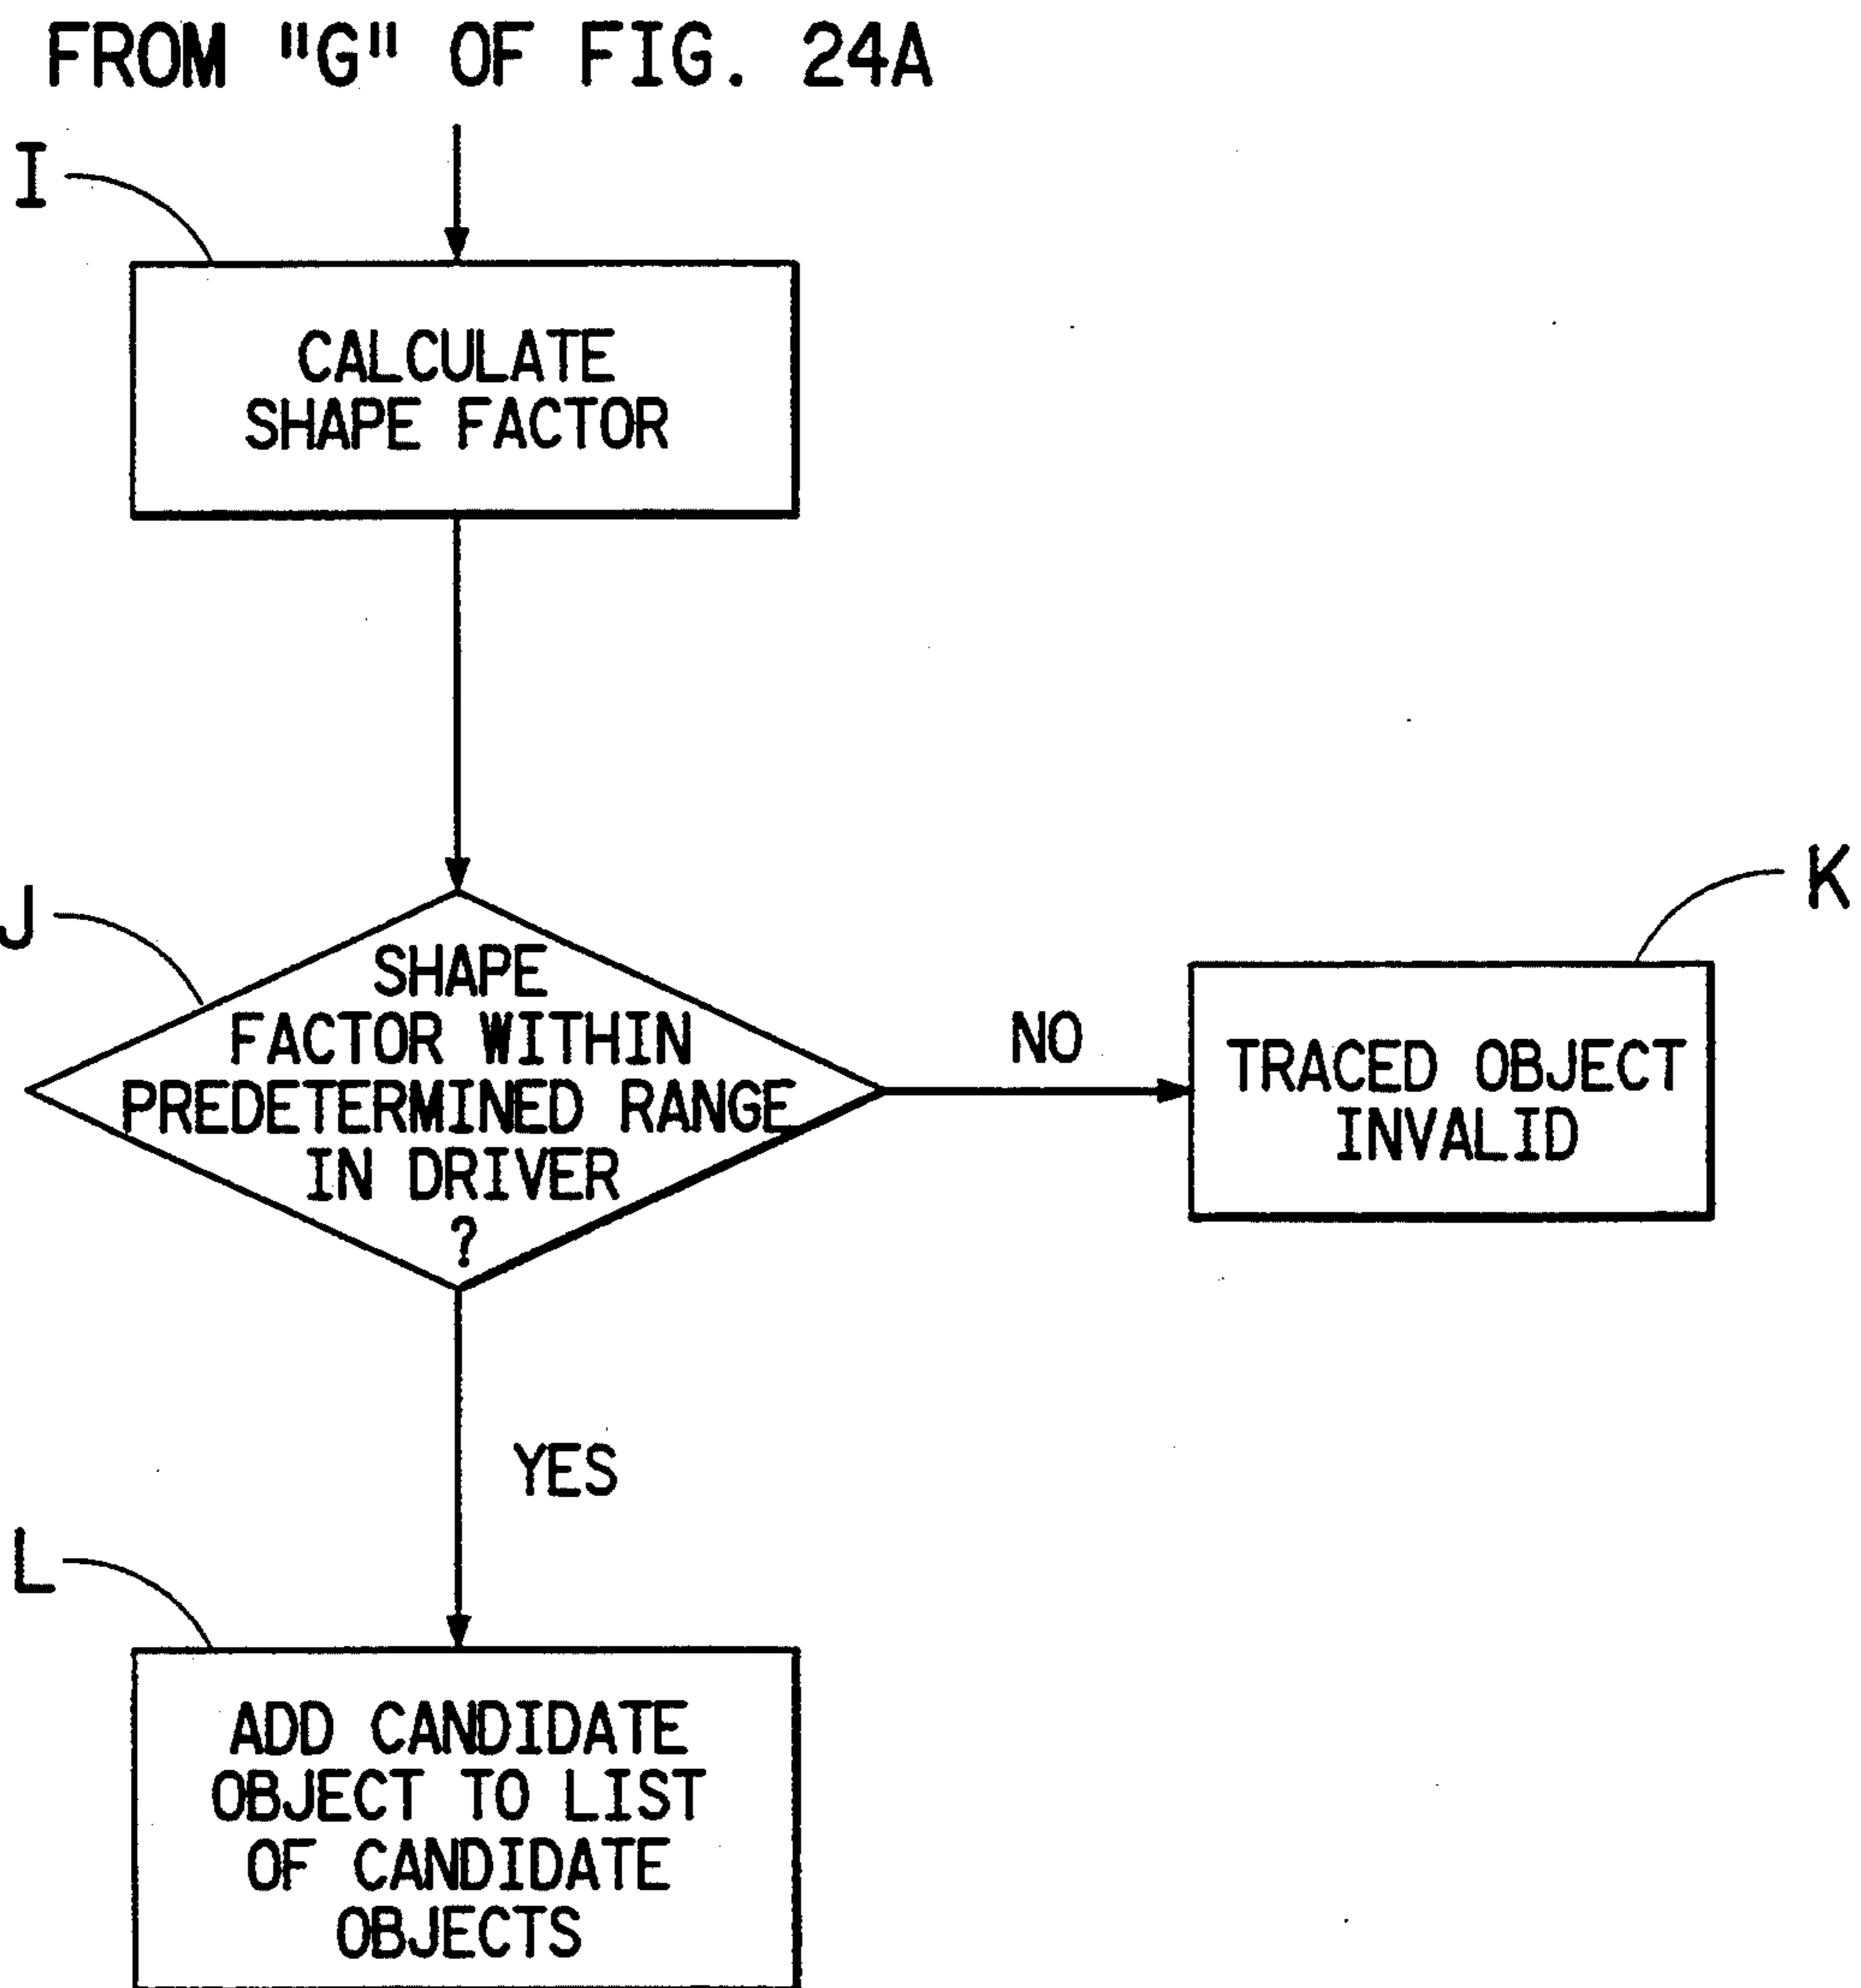 FROM "G" OF FIG. 24A
I
CALCULATE
SHAPE FACTOR
J
SHAPE
FACTOR WITHIN
PREDETERMINED RANGE
IN DRIVER
?
NO
K
TRACED OBJECT
INVALID
YES
L
ADD CANDIDATE
OBJECT TO LIST
OF CANDIDATE
OBJECTS